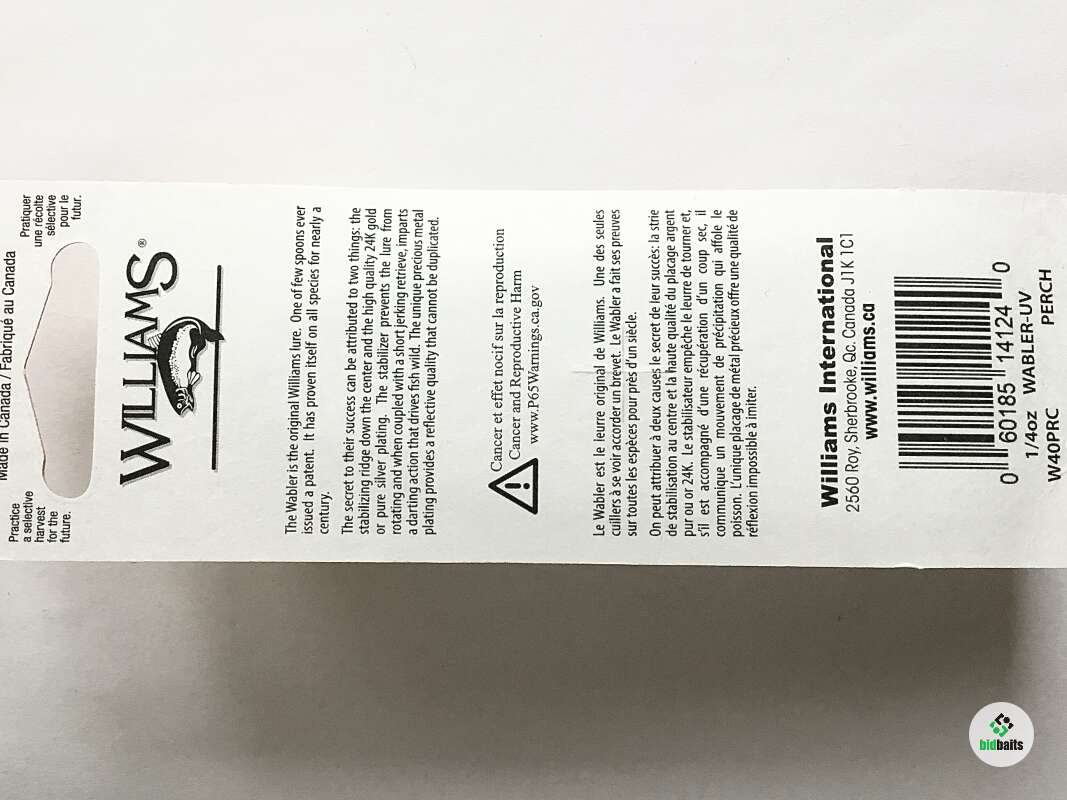 Made in Canada / Fabriqué au Canada
Practice
a selective
harvest
for the
future.
Pratiquer
une récolte
sélective
pour le
futur.
WILLIAMS®
The Wabler is the original Williams lure. One of few spoons ever
issued a patent. It has proven itself on all species for nearly a
century.
The secret to their success can be attributed to two things: the
stabilizing ridge down the center and the high quality 24K gold
or pure silver plating. The stabilizer prevents the lure from
rotating and when coupled with a short jerking retrieve, imparts
a darting action that drives fish wild. The unique precious metal
plating provides a reflective quality that cannot be duplicated.
Cancer et effet nocif sur la reproduction
Cancer and Reproductive Harm
www.P65Warnings.ca.gov
Le Wabler est le leurre original de Williams. Une des seules
cuillers à se voir accorder un brevet. Le Wabler a fait ses preuves
sur toutes les espèces pour près d'un siècle.
On peut attribuer à deux causes le secret de leur succès: la strie
de stabilisation au centre et la haute qualité du placage argent
pur ou or 24K. Le stabilisateur empêche le leurre de tourner et,
s'il est accompagné d'une récupération d'un coup sec, il
communique un mouvement de précipitation qui affole le
poisson. L'unique placage de métal précieux offre une qualité de
réflexion impossible à imiter.
Williams International
2560 Roy, Sherbrooke, Qc. Canada J1K 1C1
www.williams.ca
0 60185 14124 0
1/4oz WABLER-UV
W40PRC PERCH
bidbaits